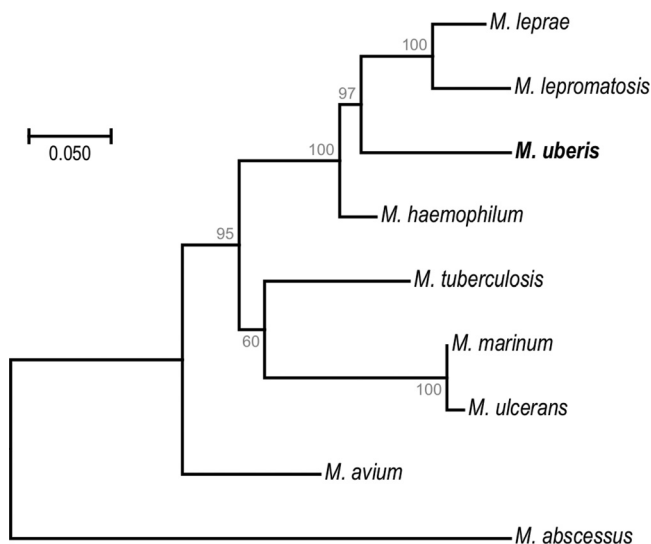 M. leprae
100
M. lepromatosis
97
0.050
100
M. uberis
M. haemophilum
95
M. tuberculosis
60
M. marinum
100
M. ulcerans
M. avium
M. abscessus